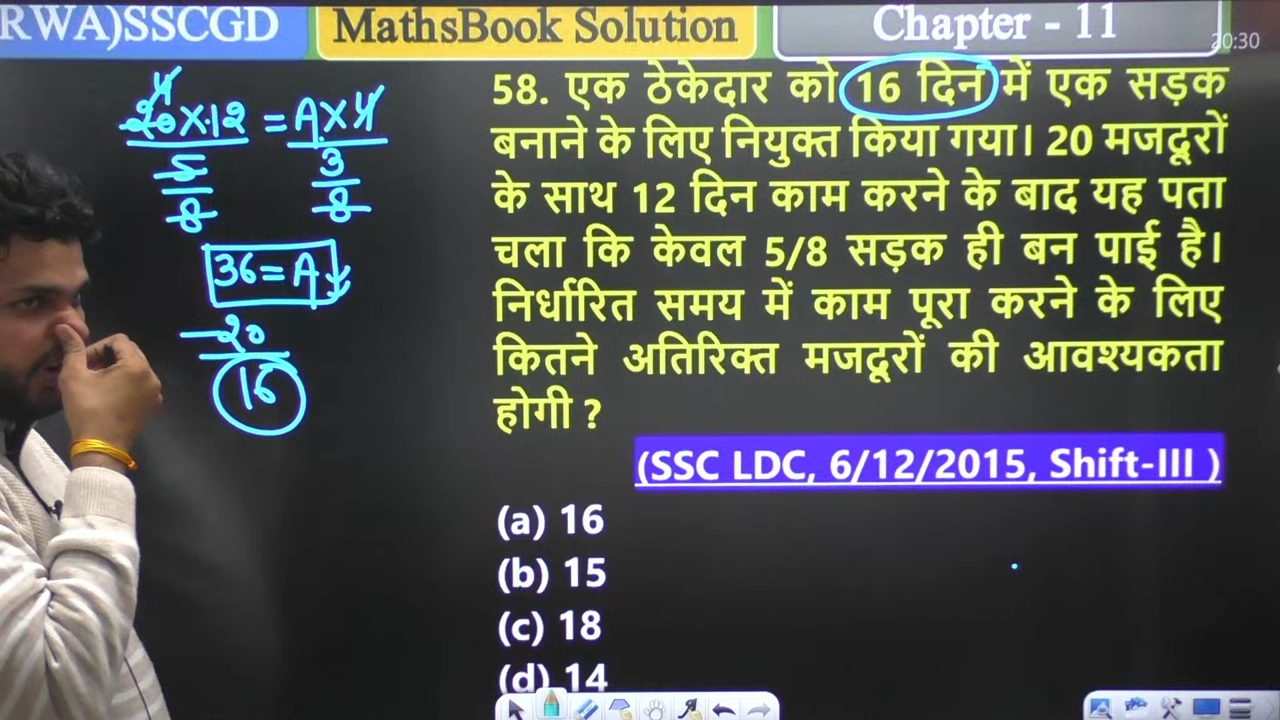 RWA)SSCGD
MathsBook Solution
Chapter - 11
20:30
58. एक ठेकेदार को 16 दिन में एक सड़क
बनाने के लिए नियुक्त किया गया। 20 मजदूरों
के साथ 12 दिन काम करने के बाद यह पता
चला कि केवल 5/8 सड़क ही बन पाई है।
निर्धारित समय में काम पूरा करने के लिए
कितने अतिरिक्त मजदूरों की आवश्यकता
होगी ?
(SSC LDC, 6/12/2015, Shift-III )
(a) 16
(b) 15
(c) 18
(d) 14
4
20 X 12 = A X 4
5 3
8 8
36 = A
-20
16